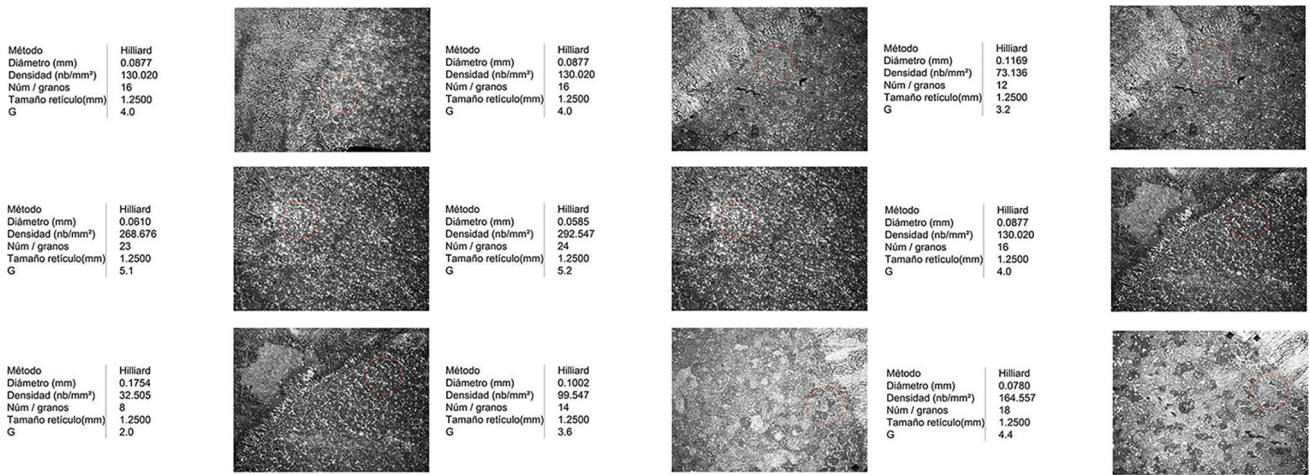 Método Hilliard
Diámetro (mm) 0.0877
Densidad (nb/mm²) 130.020
Núm / granos 16
Tamaño retículo(mm) 1.2500
G 4.0
Método Hilliard
Diámetro (mm) 0.0877
Densidad (nb/mm²) 130.020
Núm / granos 16
Tamaño retículo(mm) 1.2500
G 4.0
Método Hilliard
Diámetro (mm) 0.1169
Densidad (nb/mm²) 73.136
Núm / granos 12
Tamaño retículo(mm) 1.2500
G 3.2
Método Hilliard
Diámetro (mm) 0.0610
Densidad (nb/mm²) 268.676
Núm / granos 23
Tamaño retículo(mm) 1.2500
G 5.1
Método Hilliard
Diámetro (mm) 0.0585
Densidad (nb/mm²) 292.547
Núm / granos 24
Tamaño retículo(mm) 1.2500
G 5.2
Método Hilliard
Diámetro (mm) 0.0877
Densidad (nb/mm²) 130.020
Núm / granos 16
Tamaño retículo(mm) 1.2500
G 4.0
Método Hilliard
Diámetro (mm) 0.1754
Densidad (nb/mm²) 32.505
Núm / granos 8
Tamaño retículo(mm) 1.2500
G 2.0
Método Hilliard
Diámetro (mm) 0.1002
Densidad (nb/mm²) 99.547
Núm / granos 14
Tamaño retículo(mm) 1.2500
G 3.6
Método Hilliard
Diámetro (mm) 0.0780
Densidad (nb/mm²) 164.557
Núm / granos 18
Tamaño retículo(mm) 1.2500
G 4.4